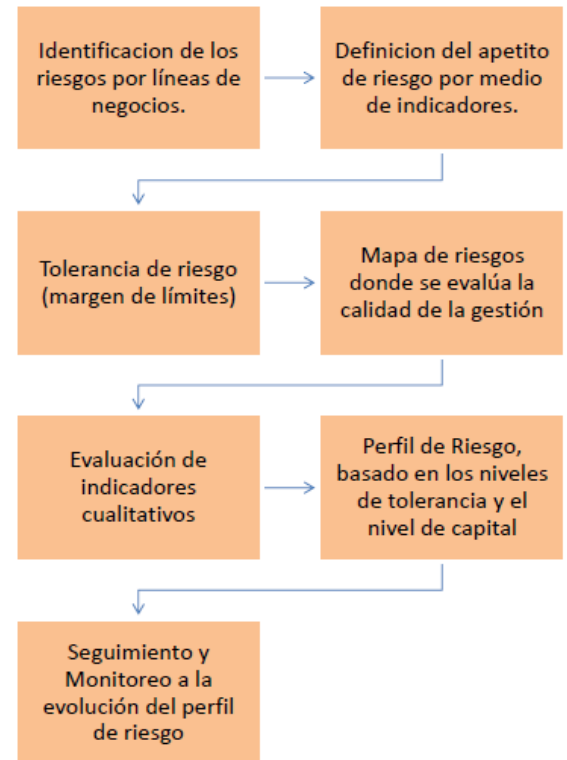 Identificacion de los
riesgos por líneas de
negocios.
Definicion del apetito
de riesgo por medio
de indicadores.
Tolerancia de riesgo
(margen de límites)
Mapa de riesgos
donde se evalúa la
calidad de la gestión
Evaluación de
indicadores
cualitativos
Perfil de Riesgo,
basado en los niveles
de tolerancia y el
nivel de capital
Seguimiento y
Monitoreo a la
evolución del perfil
de riesgo